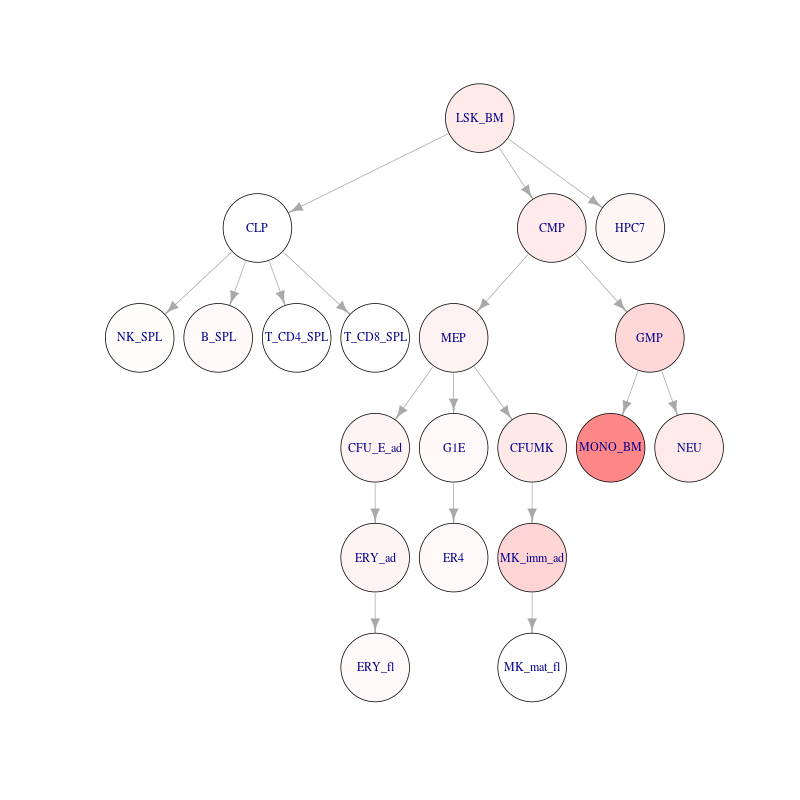 LSK_BM
CLP
CMP
HPC7
NK_SPL
B_SPL
T_CD4_SPL
T_CD8_SPL
MEP
GMP
CFU_E_ad
G1E
CFUMK
MONO_BM
NEU
ERY_ad
ER4
MK_imm_ad
ERY_fl
MK_mat_fl